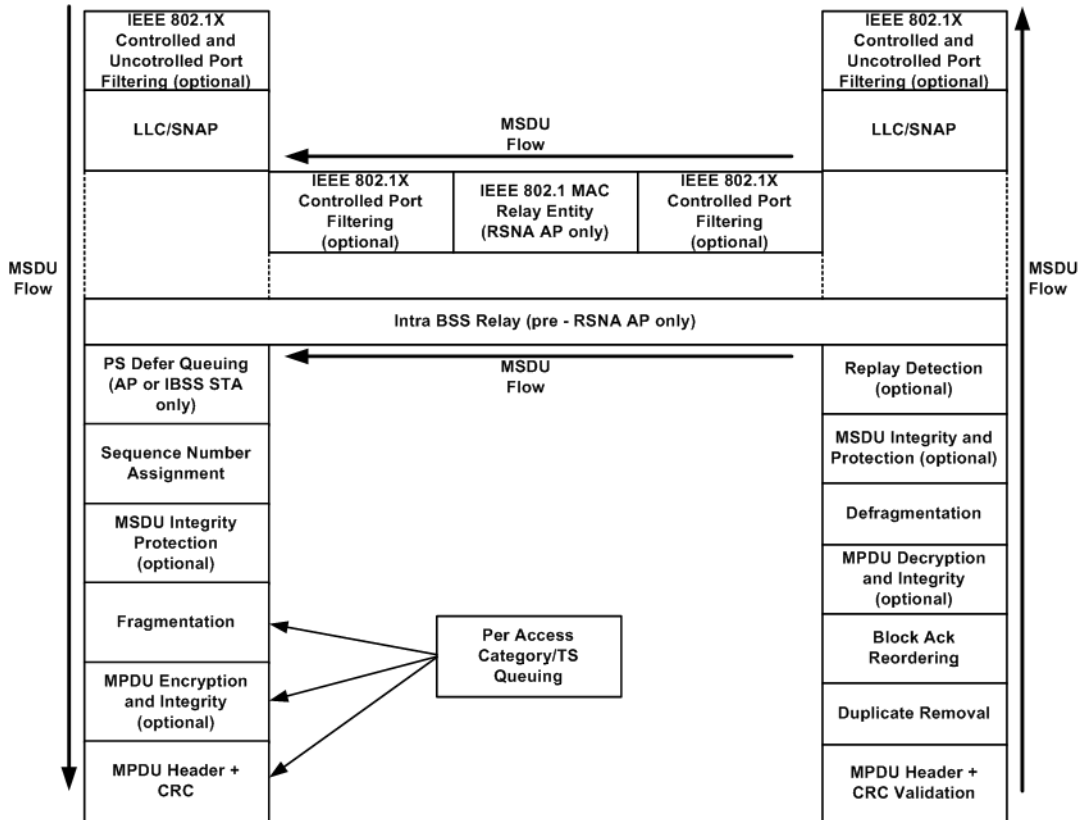 IEEE 802.1X
Controlled and
Uncotrolled Port
Filtering (optional)
LLC/SNAP
MSDU
Flow
PS Defer Queuing
(AP or IBSS STA
only)
Sequence Number
Assignment
MSDU Integrity
Protection
(optional)
Fragmentation
MPDU Encryption
and Integrity
(optional)
MPDU Header +
CRC
MSDU
Flow
IEEE 802.1X
Controlled Port
Filtering
(optional)
IEEE 802.1 MAC
Relay Entity
(RSNA AP only)
IEEE 802.1X
Controlled Port
Filtering
(optional)
Intra BSS Relay (pre - RSNA AP only)
MSDU
Flow
Per Access
Category/TS
Queuing
IEEE 802.1X
Controlled and
Uncotrolled Port
Filtering (optional)
LLC/SNAP
MSDU
Flow
Replay Detection
(optional)
MSDU Integrity and
Protection (optional)
Defragmentation
MPDU Decryption
and Integrity
(optional)
Block Ack
Reordering
Duplicate Removal
MPDU Header +
CRC Validation